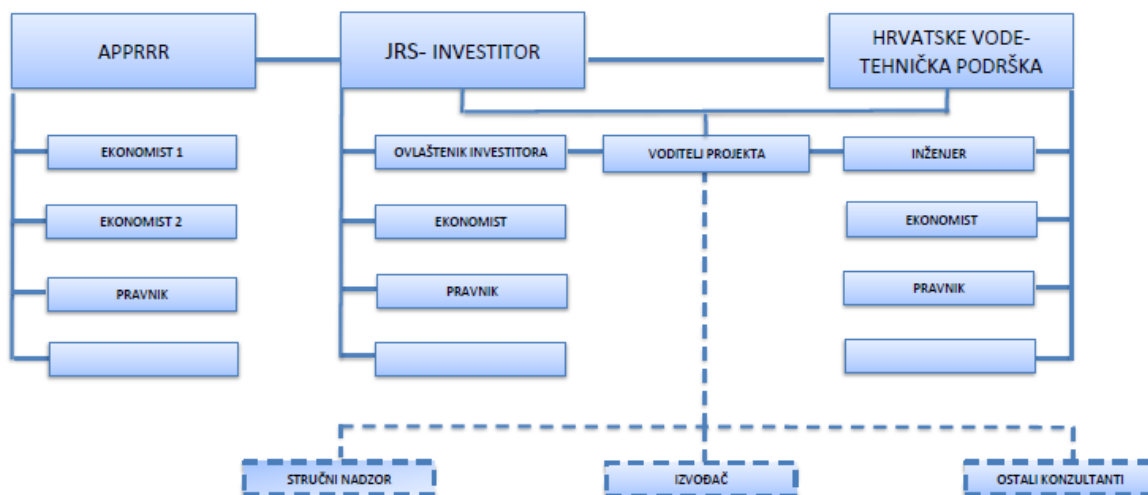 APPRRR
JRS- INVESTITOR
HRVATSKE VODE-
TEHNIČKA PODRŠKA
EKONOMIST 1
OVLAŠTENIK INVESTITORA
VODITELJ PROJEKTA
INŽENJER
EKONOMIST 2
EKONOMIST
EKONOMIST
PRAVNIK
PRAVNIK
PRAVNIK
STRUČNI NADZOR
IZVOĐAČ
OSTALI KONZULTANTI